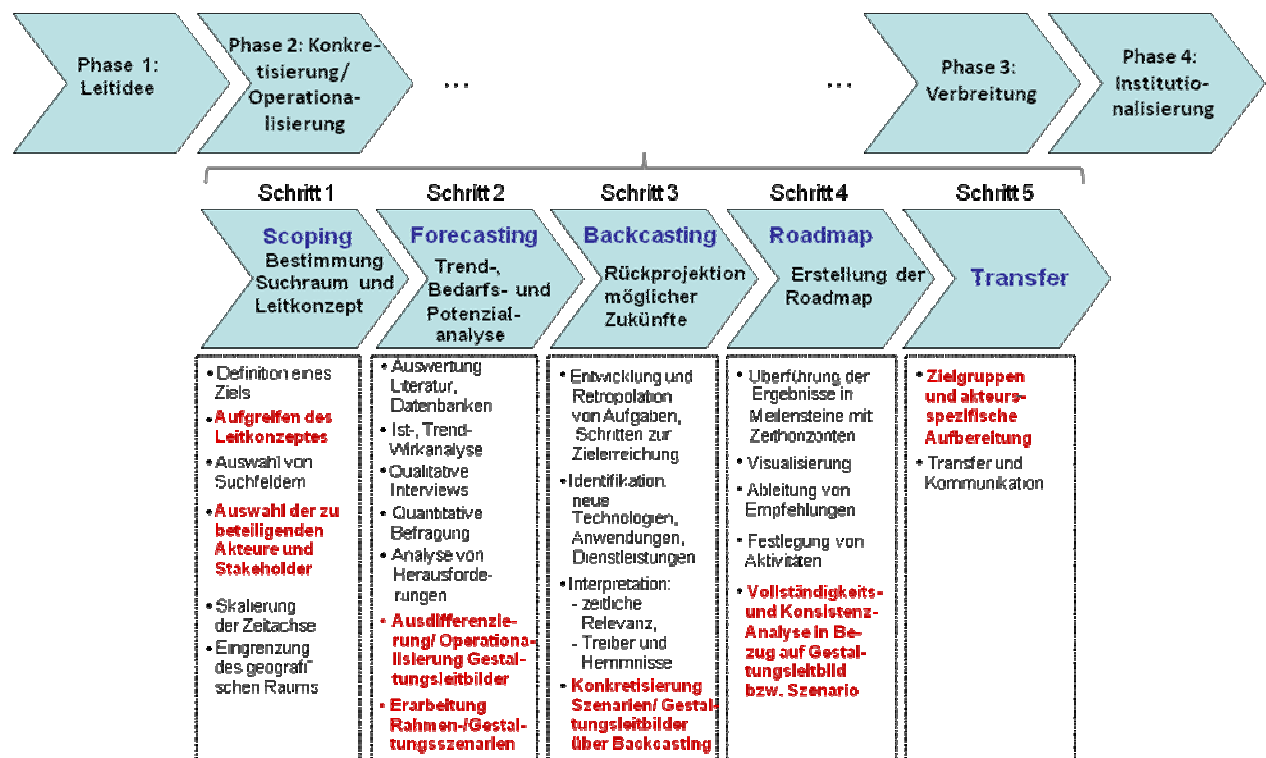 Phase 1:
Leitidee
Phase 2: Konkre-
tisierung/
Operationa-
lisierung
...
...
Phase 3:
Verbreitung
Phase 4:
Institutio-
nalisierung
Schritt 1
Schritt 2
Schritt 3
Schritt 4
Schritt 5
Scoping
Bestimmung
Suchraum und
Leitkonzept
Forecasting
Trend-,
Bedarfs- und
Potenzial-
analyse
Backcasting
Rückprojektion
möglicher
Zukünfte
Roadmap
Erstellung der
Roadmap
Transfer
• Definition eines
Ziels
• Aufgreifen des
Leitkonzeptes
• Auswahl von
Suchfeldern
• Auswahl der zu
beteiligenden
Akteure und
Stakeholder
• Skalierung
der Zeitachse
• Eingrenzung
des geografi-
schen Raums
• Auswertung
Literatur,
Datenbanken
• Ist-, Trend-
Wirkanalyse
• Qualitative
Interviews
• Quantitative
Befragung
• Analyse von
Herausforde-
rungen
• Ausdifferenzie-
rung/ Operationa-
lisierung Gestal-
tungsleitbilder
• Erarbeitung
Rahmen-/Gestal-
tungsszenarien
• Entwicklung und
Retropolation
von Aufgaben,
Schritten zur
Zielerreichung
• Identifikation
neue
Technologien,
Anwendungen,
Dienstleistungen
• Interpretation:
- zeitliche
Relevanz,
- Treiber und
Hemmnisse
• Konkretisierung
Szenarien/ Gestal-
tungsleitbilder
über Backcasting
• Überführung der
Ergebnisse in
Meilensteine mit
Zeithorizonten
• Visualisierung
• Ableitung von
Empfehlungen
• Festlegung von
Aktivitäten
• Vollständigkeits-
und Konsistenz-
Analyse in Be-
zug auf Gestal-
tungsleitbild
bzw. Szenario
• Zielgruppen
und akteurs-
spezifische
Aufbereitung
• Transfer und
Kommunikation